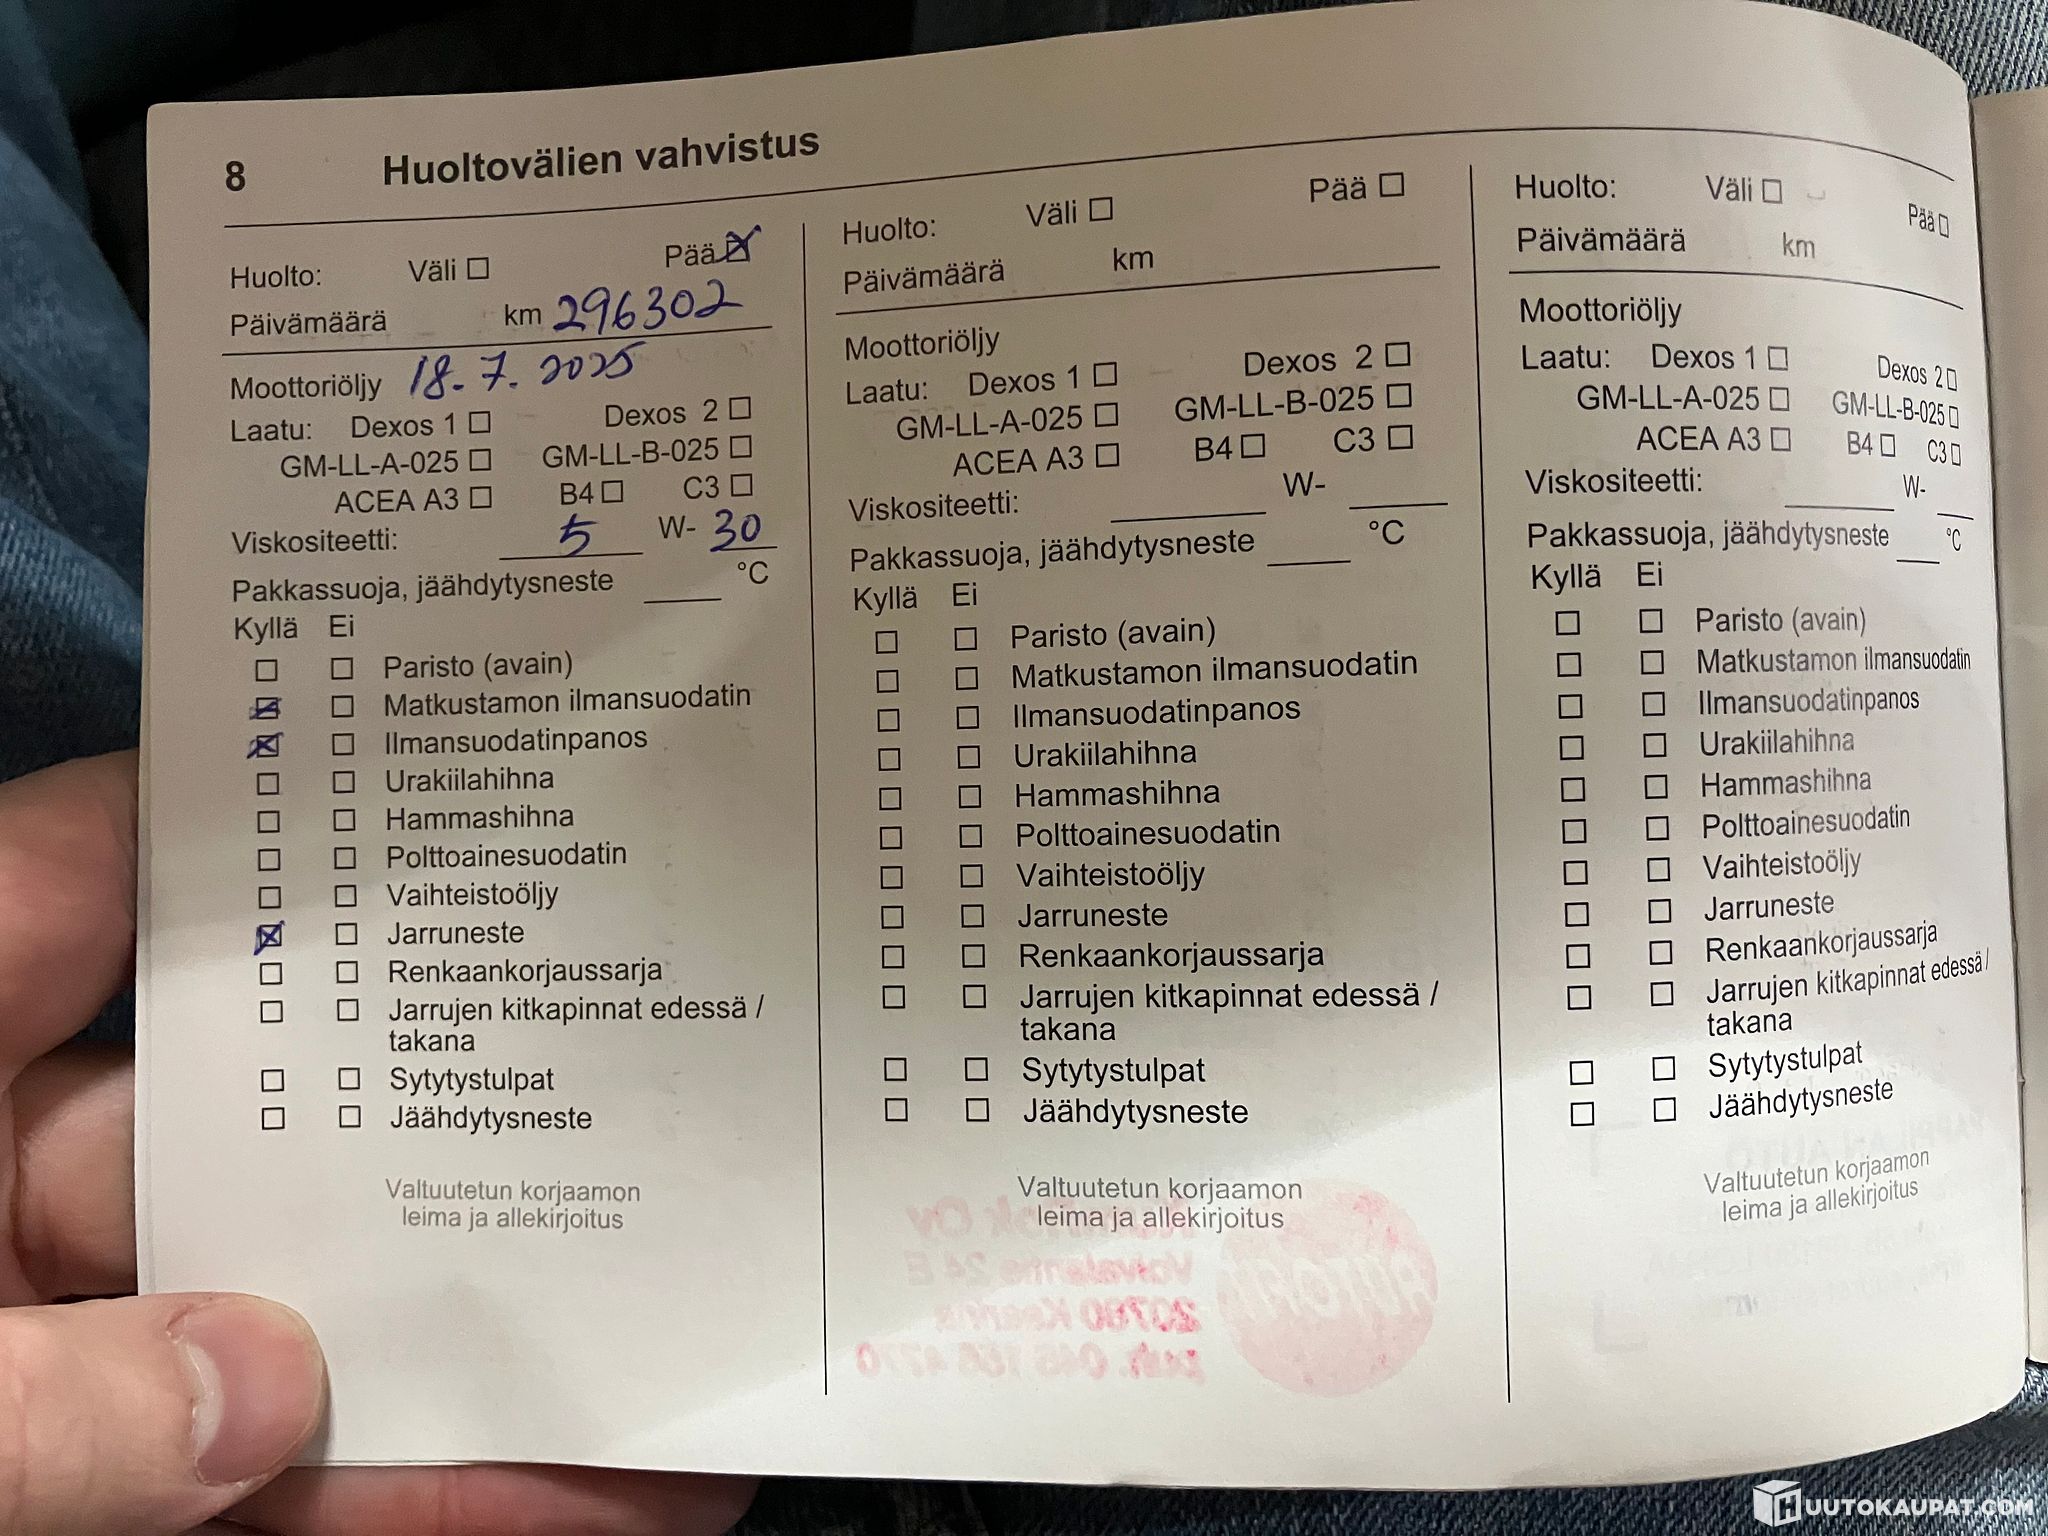 8 Huoltovälien vahvistus
Huolto: Väli ☐ Pää ☒
Päivämäärä km 296302
Moottoriöljy 18.7.2025
Laatu: Dexos 1 ☐ Dexos 2 ☐
GM-LL-A-025 ☐ GM-LL-B-025 ☐
ACEA A3 ☐ B4 ☐ C3 ☐
Viskositeetti: 5 W- 30
Pakkassuoja, jäähdytysneste ____ °C
Kyllä Ei
☐ ☐ Paristo (avain)
☒ ☐ Matkustamon ilmansuodatin
☒ ☐ Ilmansuodatinpanos
☐ ☐ Urakiilahihna
☐ ☐ Hammashihna
☐ ☐ Polttoainesuodatin
☐ ☐ Vaihteistoöljy
☒ ☐ Jarruneste
☐ ☐ Renkaankorjaussarja
☐ ☐ Jarrujen kitkapinnat edessä /
takana
☐ ☐ Sytytystulpat
☐ ☐ Jäähdytysneste
Valtuutetun korjaamon
leima ja allekirjoitus
Huolto: Väli ☐ Pää ☐
Päivämäärä km
Moottoriöljy
Laatu: Dexos 1 ☐ Dexos 2 ☐
GM-LL-A-025 ☐ GM-LL-B-025 ☐
ACEA A3 ☐ B4 ☐ C3 ☐
Viskositeetti: ____ W- ____
Pakkassuoja, jäähdytysneste ____ °C
Kyllä Ei
☐ ☐ Paristo (avain)
☐ ☐ Matkustamon ilmansuodatin
☐ ☐ Ilmansuodatinpanos
☐ ☐ Urakiilahihna
☐ ☐ Hammashihna
☐ ☐ Polttoainesuodatin
☐ ☐ Vaihteistoöljy
☐ ☐ Jarruneste
☐ ☐ Renkaankorjaussarja
☐ ☐ Jarrujen kitkapinnat edessä /
takana
☐ ☐ Sytytystulpat
☐ ☐ Jäähdytysneste
Valtuutetun korjaamon
leima ja allekirjoitus
Huolto: Väli ☐ Pää ☐
Päivämäärä km
Moottoriöljy
Laatu: Dexos 1 ☐ Dexos 2 ☐
GM-LL-A-025 ☐ GM-LL-B-025 ☐
ACEA A3 ☐ B4 ☐ C3 ☐
Viskositeetti: ____ W- ____
Pakkassuoja, jäähdytysneste ____ °C
Kyllä Ei
☐ ☐ Paristo (avain)
☐ ☐ Matkustamon ilmansuodatin
☐ ☐ Ilmansuodatinpanos
☐ ☐ Urakiilahihna
☐ ☐ Hammashihna
☐ ☐ Polttoainesuodatin
☐ ☐ Vaihteistoöljy
☐ ☐ Jarruneste
☐ ☐ Renkaankorjaussarja
☐ ☐ Jarrujen kitkapinnat edessä /
takana
☐ ☐ Sytytystulpat
☐ ☐ Jäähdytysneste
Valtuutetun korjaamon
leima ja allekirjoitus
HUUTOKAUPAT.COM